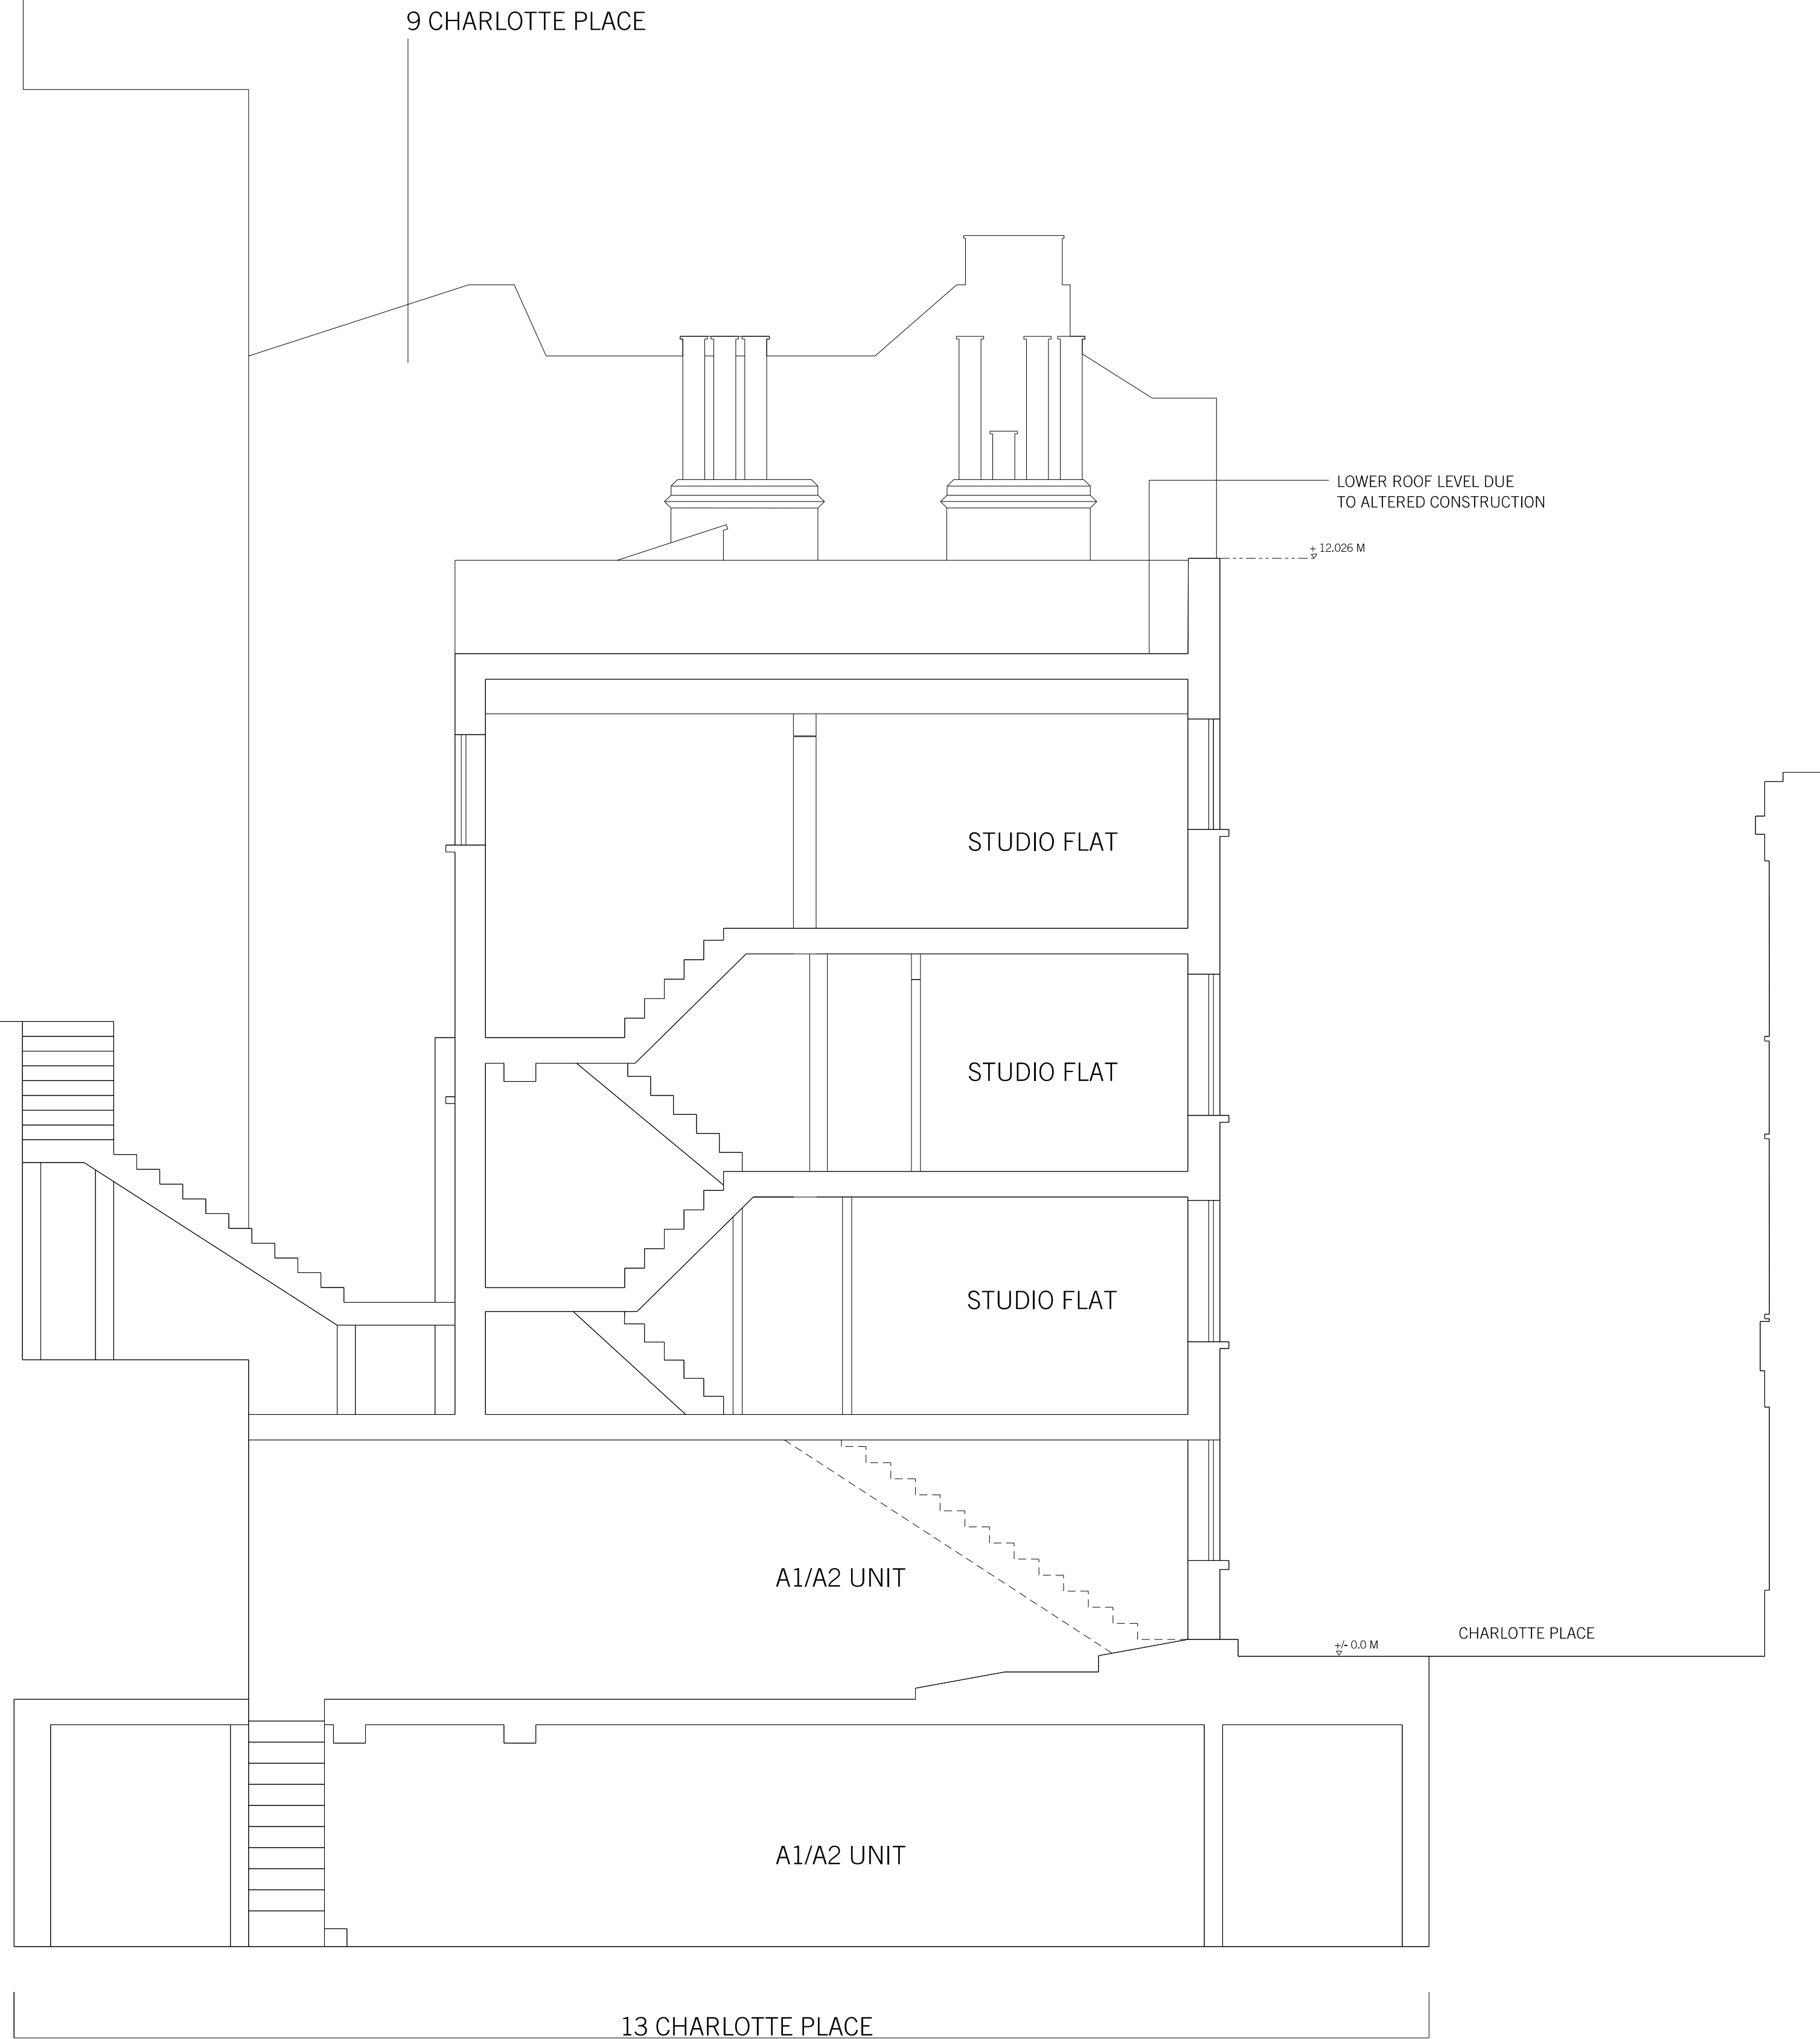 9 CHARLOTTE PLACE
LOWER ROOF LEVEL DUE
TO ALTERED CONSTRUCTION
+ 12.026 M
STUDIO FLAT
STUDIO FLAT
STUDIO FLAT
A1/A2 UNIT
CHARLOTTE PLACE
+/- 0.0 M
A1/A2 UNIT
13 CHARLOTTE PLACE